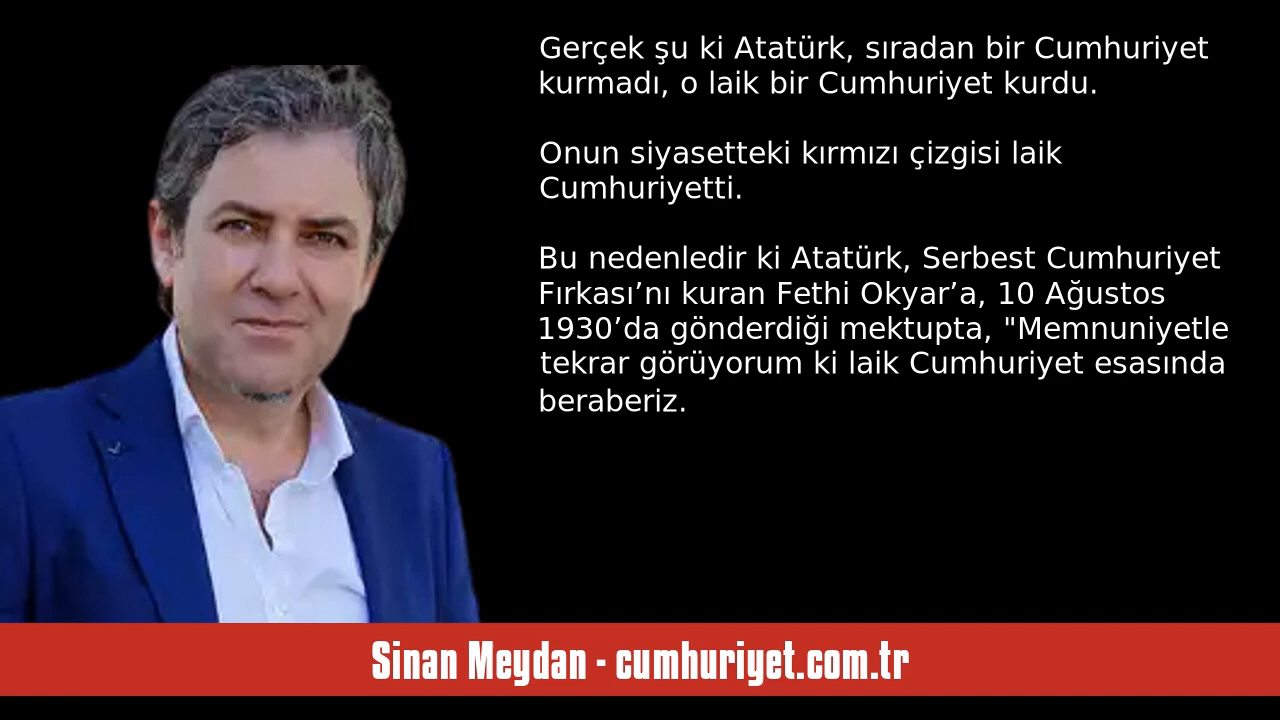 Gerçek şu ki Atatürk, sıradan bir Cumhuriyet
kurmadı, o laik bir Cumhuriyet kurdu.
Onun siyasetteki kırmızı çizgisi laik
Cumhuriyetti.
Bu nedenledir ki Atatürk, Serbest Cumhuriyet
Fırkası’nı kuran Fethi Okyar’a, 10 Ağustos
1930’da gönderdiği mektupta, "Memnuniyetle
tekrar görüyorum ki laik Cumhuriyet esasında
beraberiz.
Sinan Meydan - cumhuriyet.com.tr